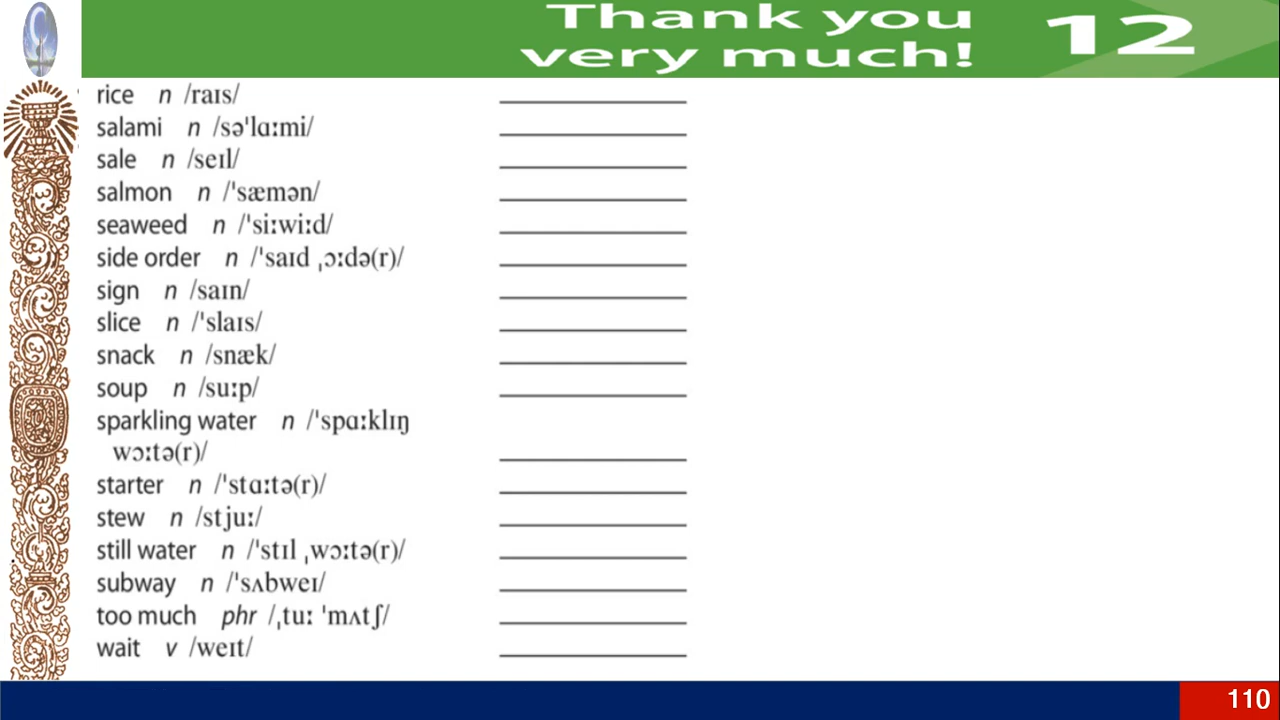 Thank you
very much!
12
rice n /raɪs/
salami n /səˈlɑːmi/
sale n /seɪl/
salmon n /ˈsæmən/
seaweed n /ˈsiːwiːd/
side order n /ˈsaɪd ˌɔːdə(r)/
sign n /saɪn/
slice n /ˈslaɪs/
snack n /snæk/
soup n /suːp/
sparkling water n /ˈspɑːklɪŋ
wɔːtə(r)/
starter n /ˈstɑːtə(r)/
stew n /stjuː/
still water n /ˈstɪl ˌwɔːtə(r)/
subway n /ˈsʌbweɪ/
too much phr /ˌtuː ˈmʌtʃ/
wait v /weɪt/
110